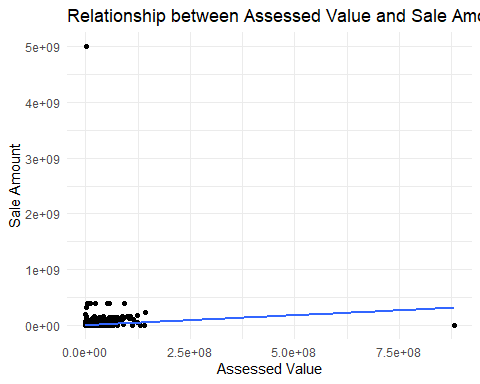 Relationship between Assessed Value and Sale Amo
5e+09
4e+09
3e+09
2e+09
1e+09
0e+00
Sale Amount
0.0e+00 2.5e+08 5.0e+08 7.5e+08
Assessed Value